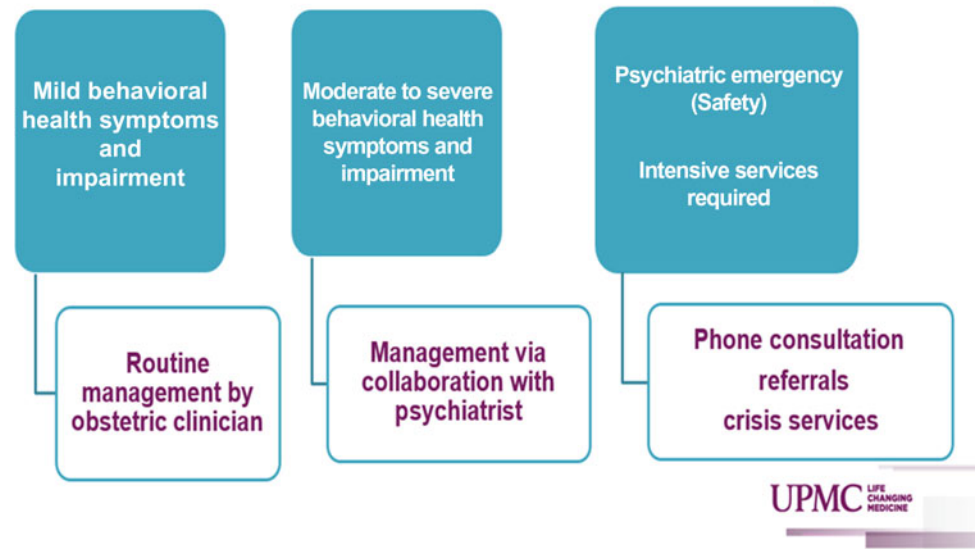 Mild behavioral
health symptoms
and
impairment
Routine
management by
obstetric clinician
Moderate to severe
behavioral health
symptoms and
impairment
Management via
collaboration with
psychiatrist
Psychiatric emergency
(Safety)
Intensive services
required
Phone consultation
referrals
crisis services
UPMC LIFE
CHANGING
MEDICINE